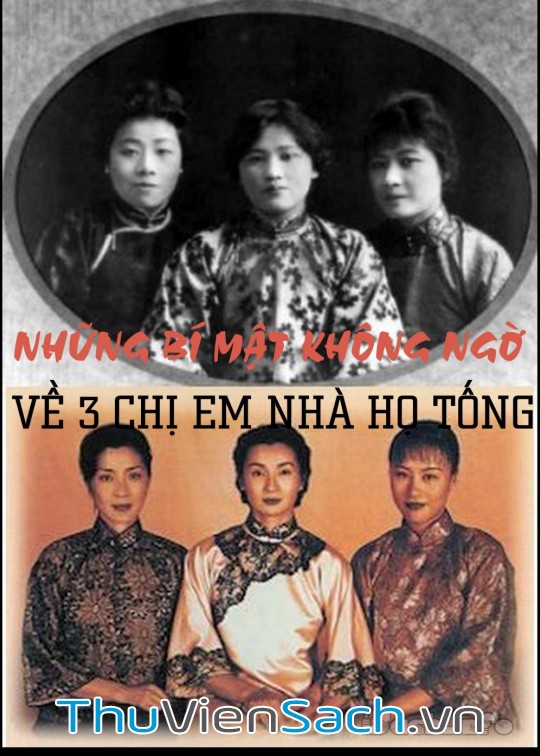 NHỮNG BÍ MẬT KHÔNG NGỜ
VỀ 3 CHỊ EM NHÀ HỌ TỐNG
ThuVienSach.vn